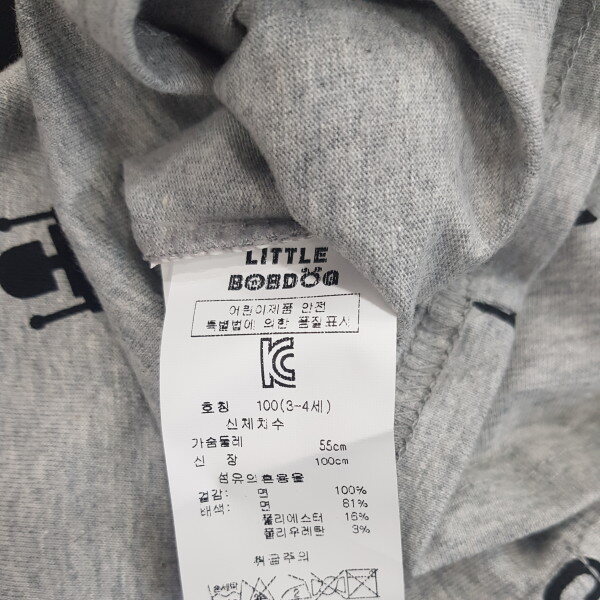 LITTLE
BOBDOG
어린이제품 안전
특별법에 의한 품질표시
호칭 100(3-4세)
신체치수
가슴둘레 55cm
신 장 100cm
섬유의혼용율
겉감: 면 100%
배색: 면 81%
폴리에스터 16%
폴리우레탄 3%
취급주의